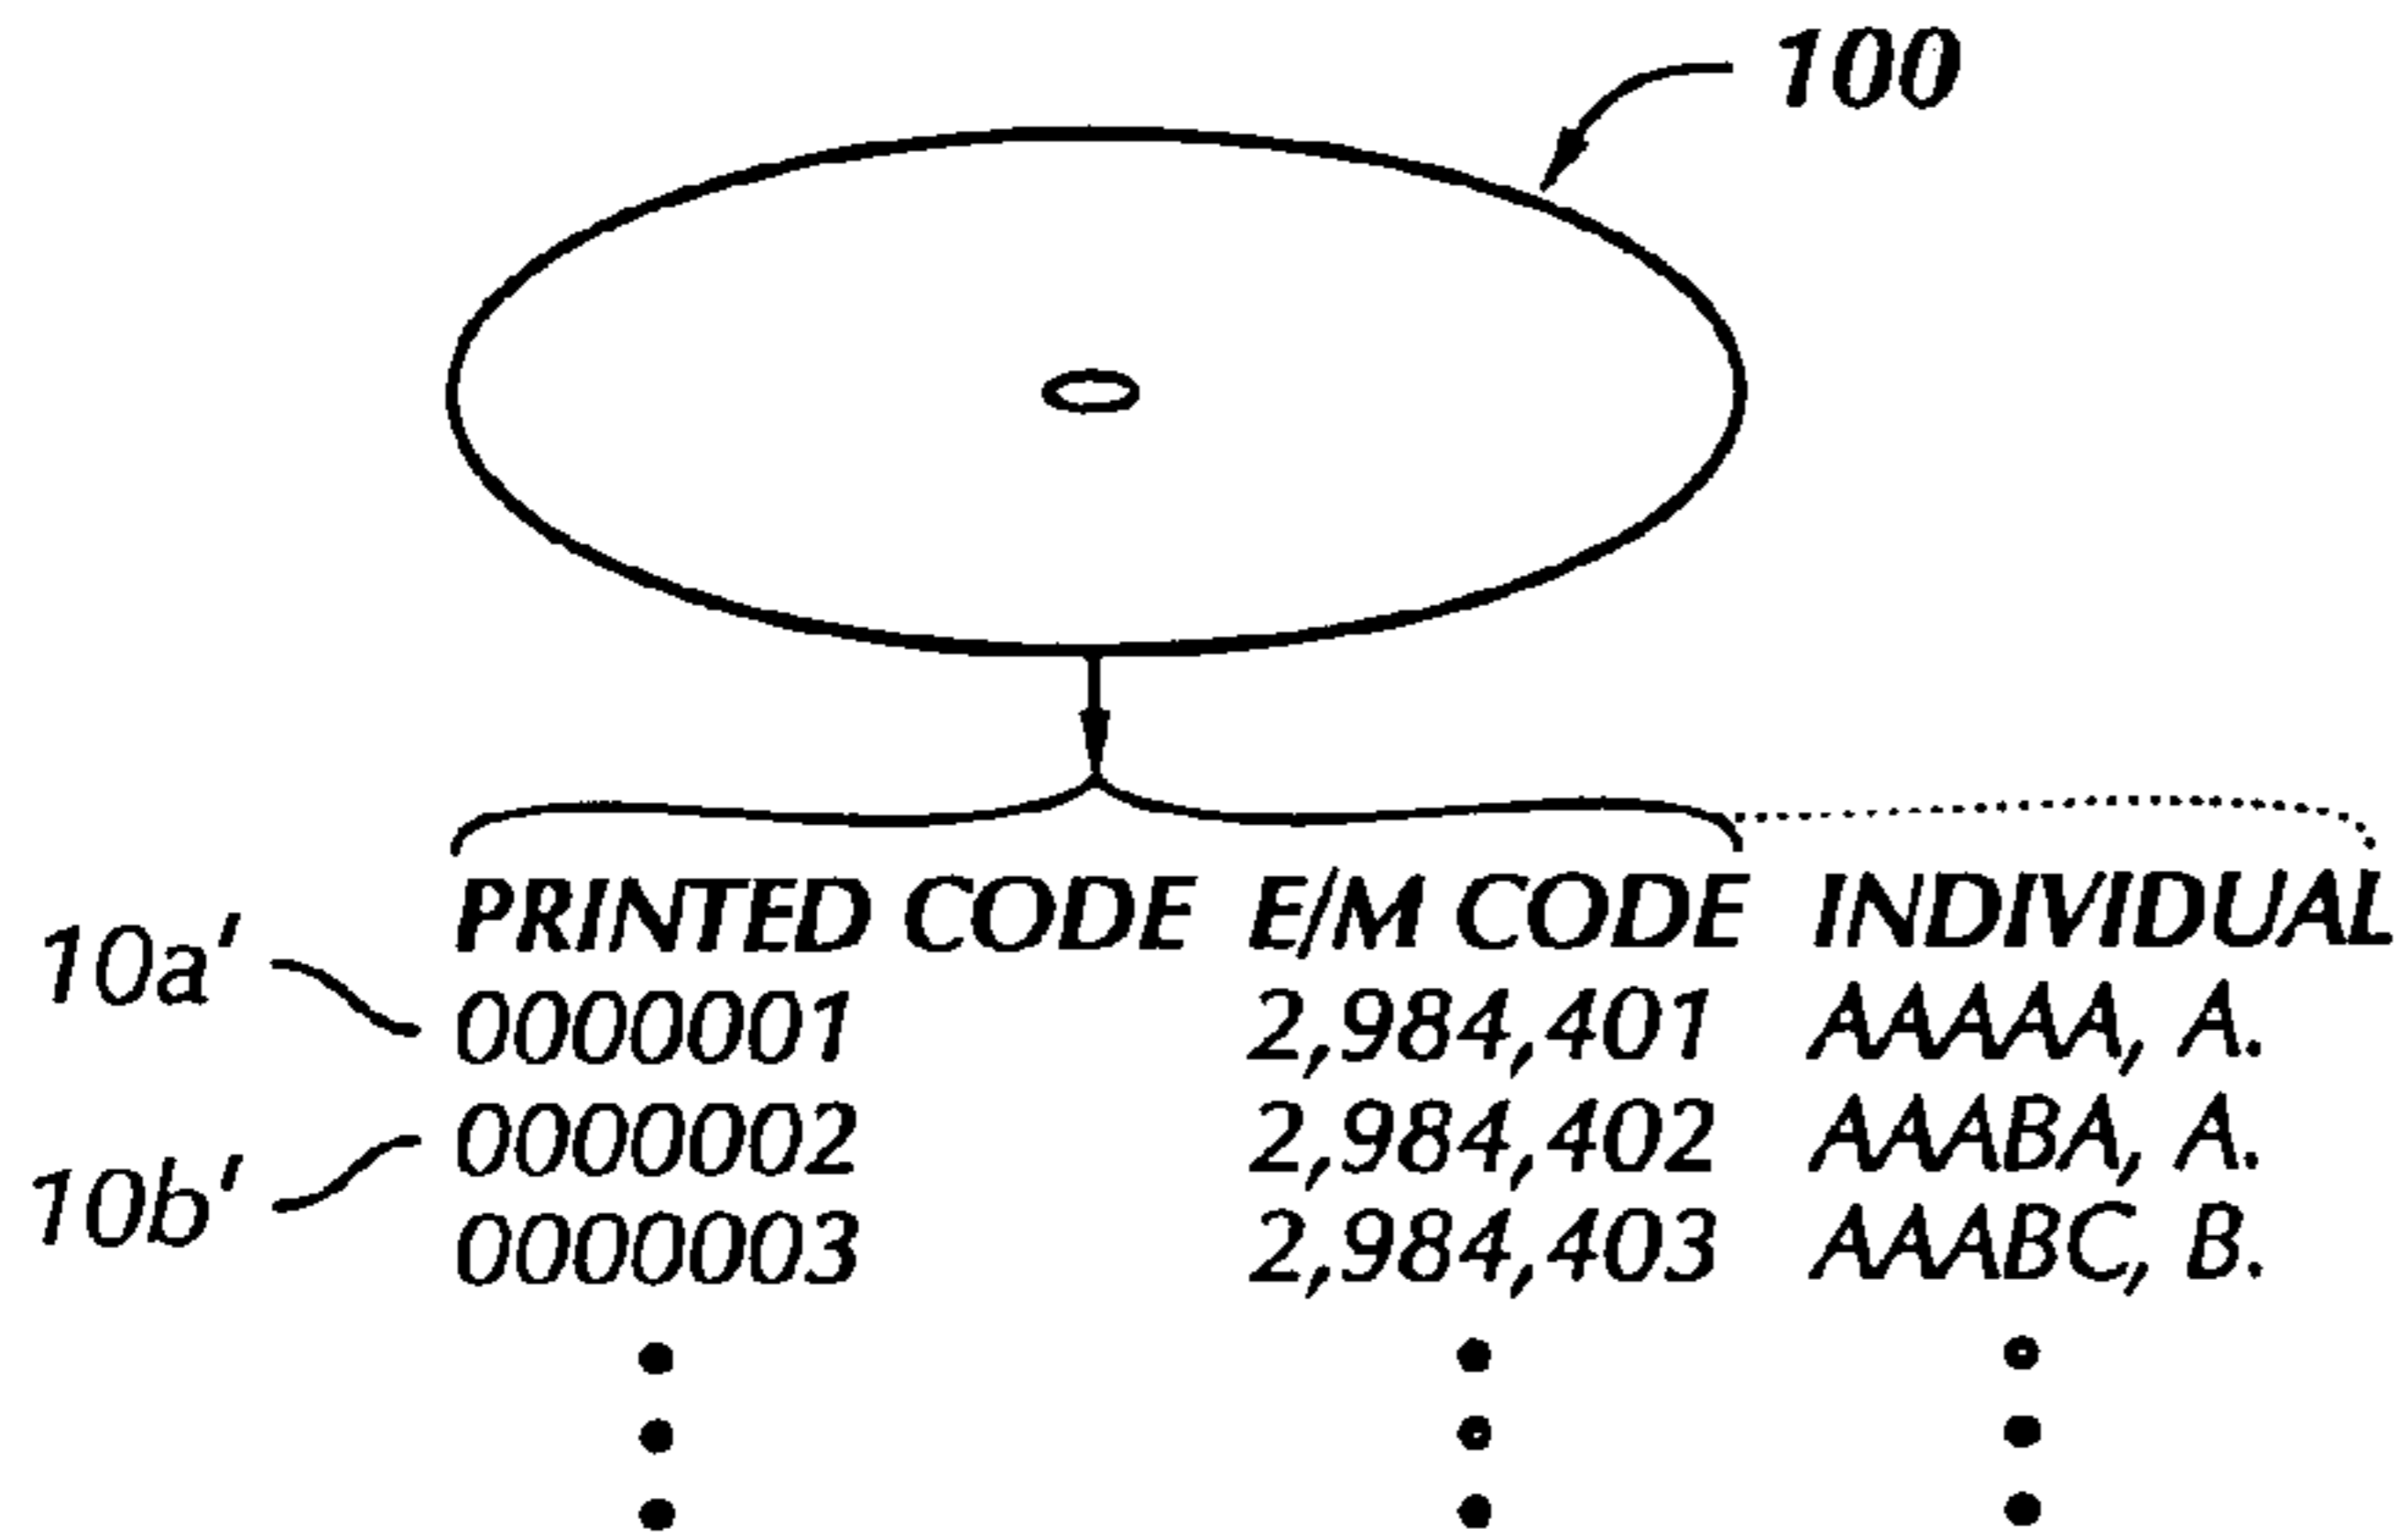 100
PRINTED CODE E/M CODE INDIVIDUAL
10a' 0000001 2,984,401 AAAAA, A.
10b' 0000002 2,984,402 AAABA, A.
0000003 2,984,403 AAABC, B.